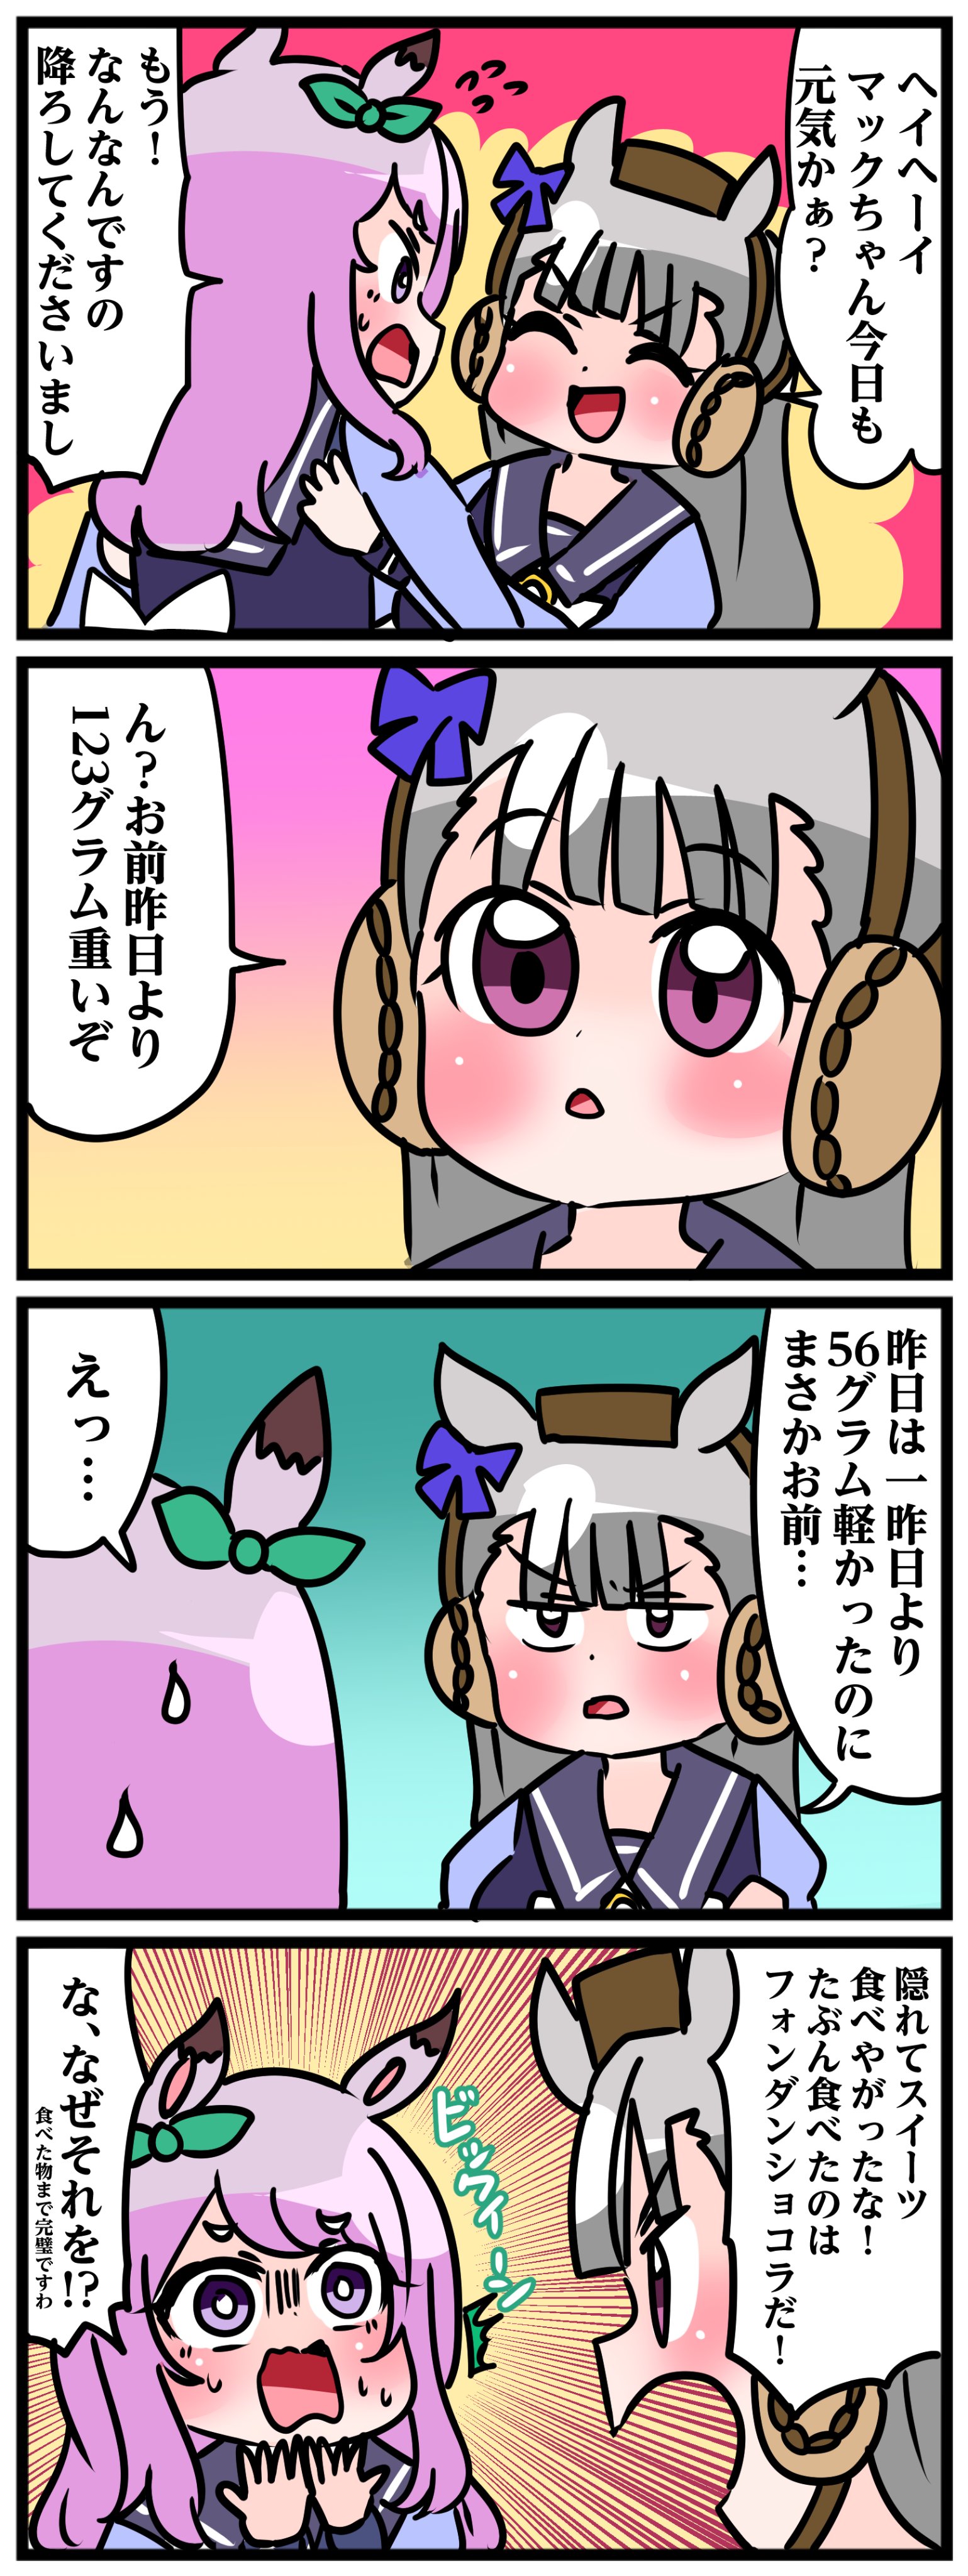 ヘイヘーイ
マックちゃん今日も
元気かぁ?
もう!
なんなんですの
降ろしてくださいまし
ん?お前昨日より
123グラム重いぞ
昨日は一昨日より
56グラム軽かったのに
まさかお前…
えっ…
隠れてスイーツ
食べやがったな!
たぶん食べたのは
フォンダンショコラだ!
ビックゥィーン
な、なぜそれを!?
食べた物まで完璧ですわ